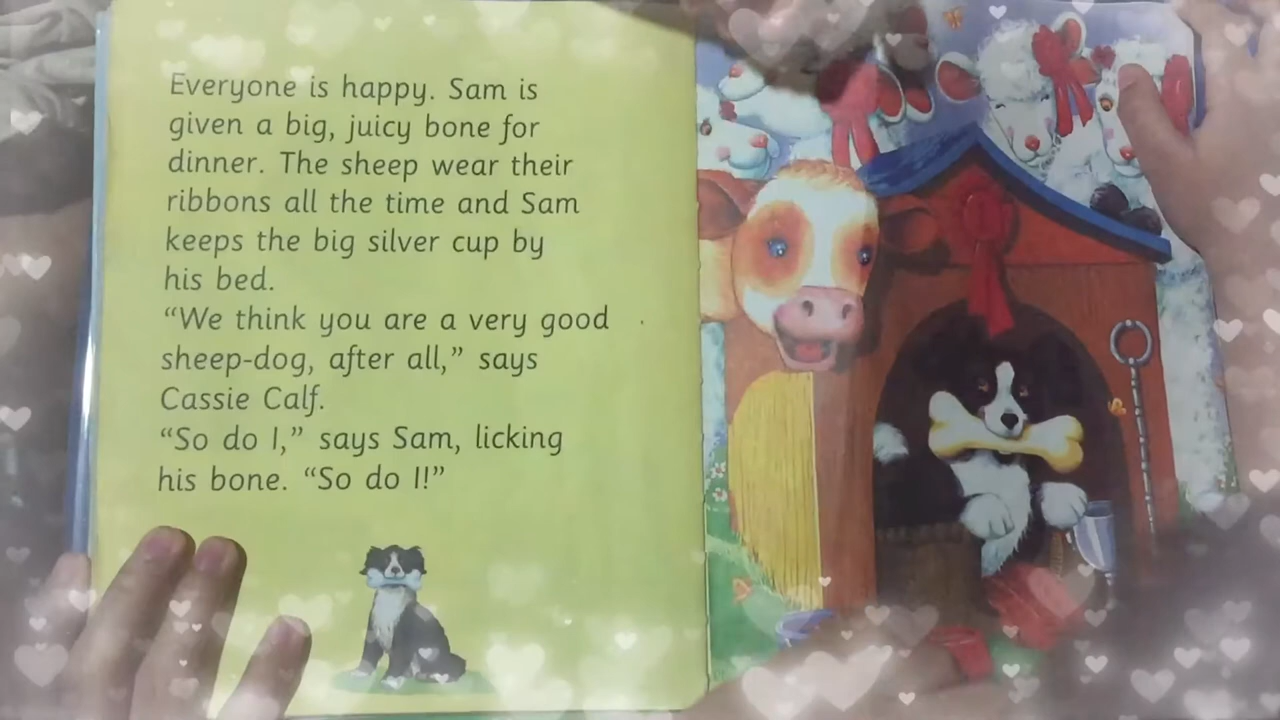 Everyone is happy. Sam is
given a big, juicy bone for
dinner. The sheep wear their
ribbons all the time and Sam
keeps the big silver cup by
his bed.
“We think you are a very good
sheep-dog, after all,” says
Cassie Calf.
“So do I,” says Sam, licking
his bone. “So do I!”